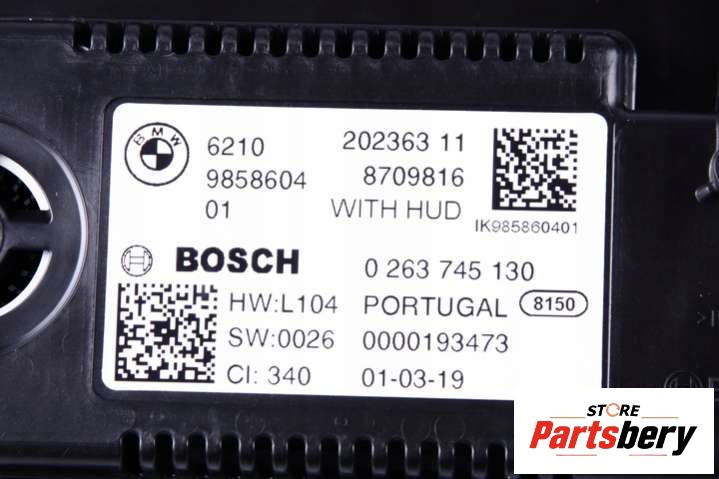 BMW
6210 202363 11
9858604 8709816
01 WITH HUD
IK985860401
BOSCH 0 263 745 130
HW:L104 PORTUGAL 8150
SW:0026 0000193473
CI: 340 01-03-19
STORE
Partsbery